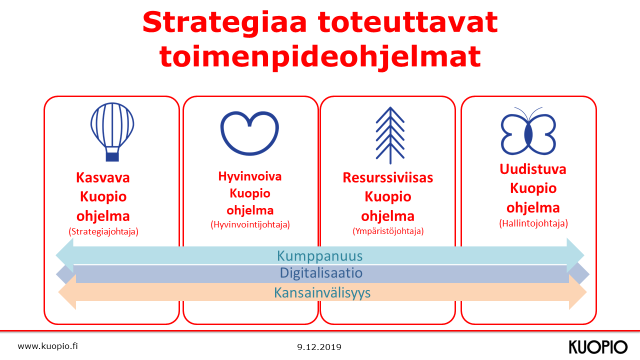 Strategiaa toteuttavat
toimenpideohjelmat
Kasvava
Kuopio
ohjelma
(Strategiajohtaja)
Hyvinvoiva
Kuopio
ohjelma
(Hyvinvointijohtaja)
Resurssiviisas
Kuopio
ohjelma
(Ympäristöjohtaja)
Uudistuva
Kuopio
ohjelma
(Hallintojohtaja)
Kumppanuus
Digitalisaatio
Kansainvälisyys
www.kuopio.fi
9.12.2019
KUOPIO